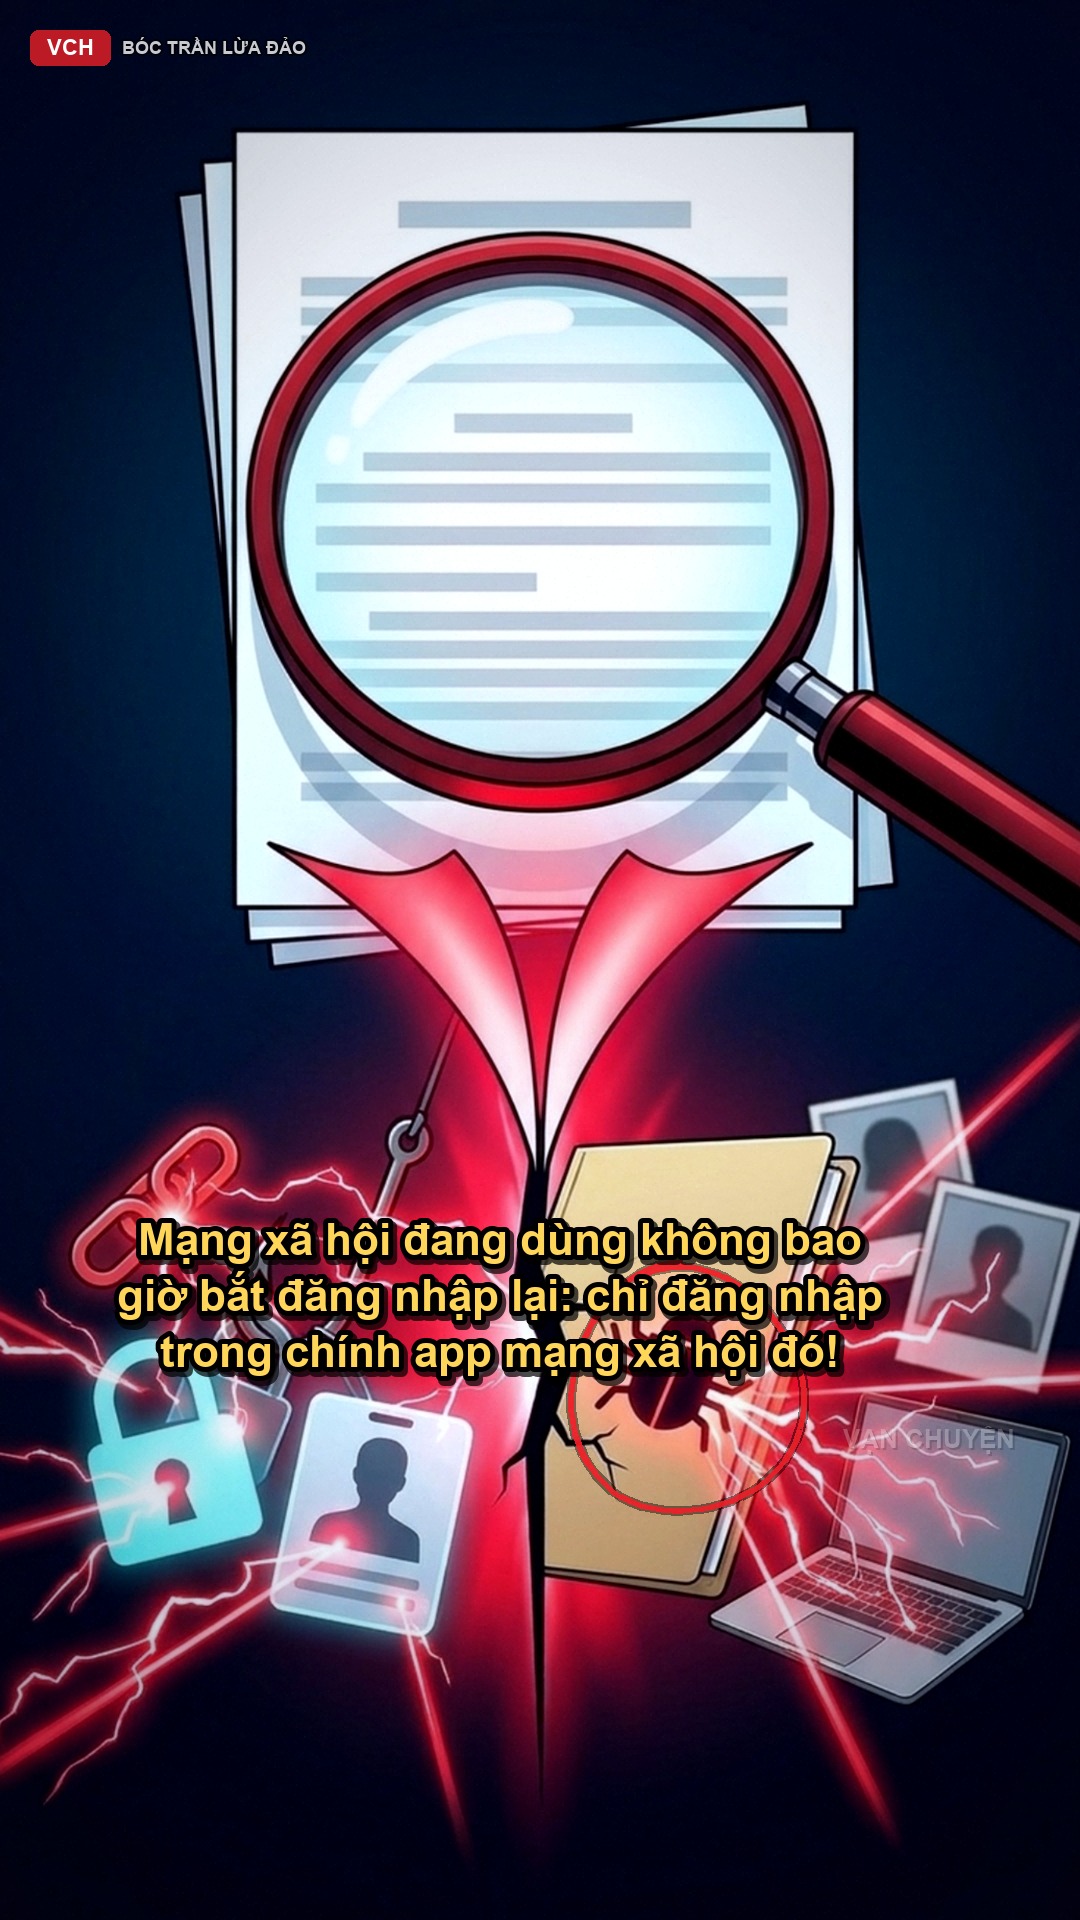 VCH BÓC TRẦN LỪA ĐẢO
Mạng xã hội đang dùng không bao
giờ bắt đăng nhập lại: chỉ đăng nhập
trong chính app mạng xã hội đó!
VẠN CHUYỆN